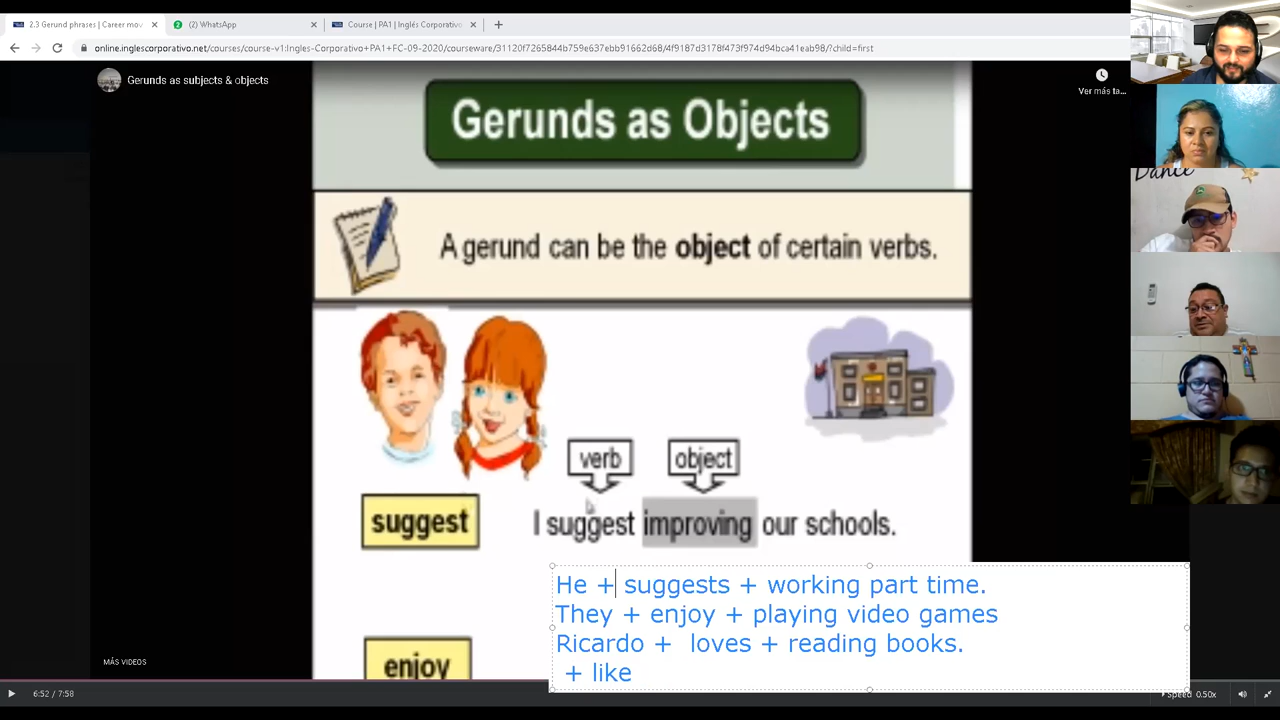 2.3 Gerund phrases | Career mov
(2) WhatsApp
Course | PA1 | Inglés Corporativo
online.inglescorporativo.net/courses/course-v1:Ingles-Corporativo+PA1+FC-09-2020/courseware/31120f7265844b759e637ebb91662d68/4f9187d3178f473f974d94bca41eab98/?child=first
Gerunds as subjects & objects
Ver más ta...
Gerunds as Objects
A gerund can be the object of certain verbs.
verb
object
suggest
I suggest improving our schools.
He + suggests + working part time.
They + enjoy + playing video games
Ricardo + loves + reading books.
+ like
enjoy
MÁS VIDEOS
6:52 / 7:58
Speed 0.50x
Dance